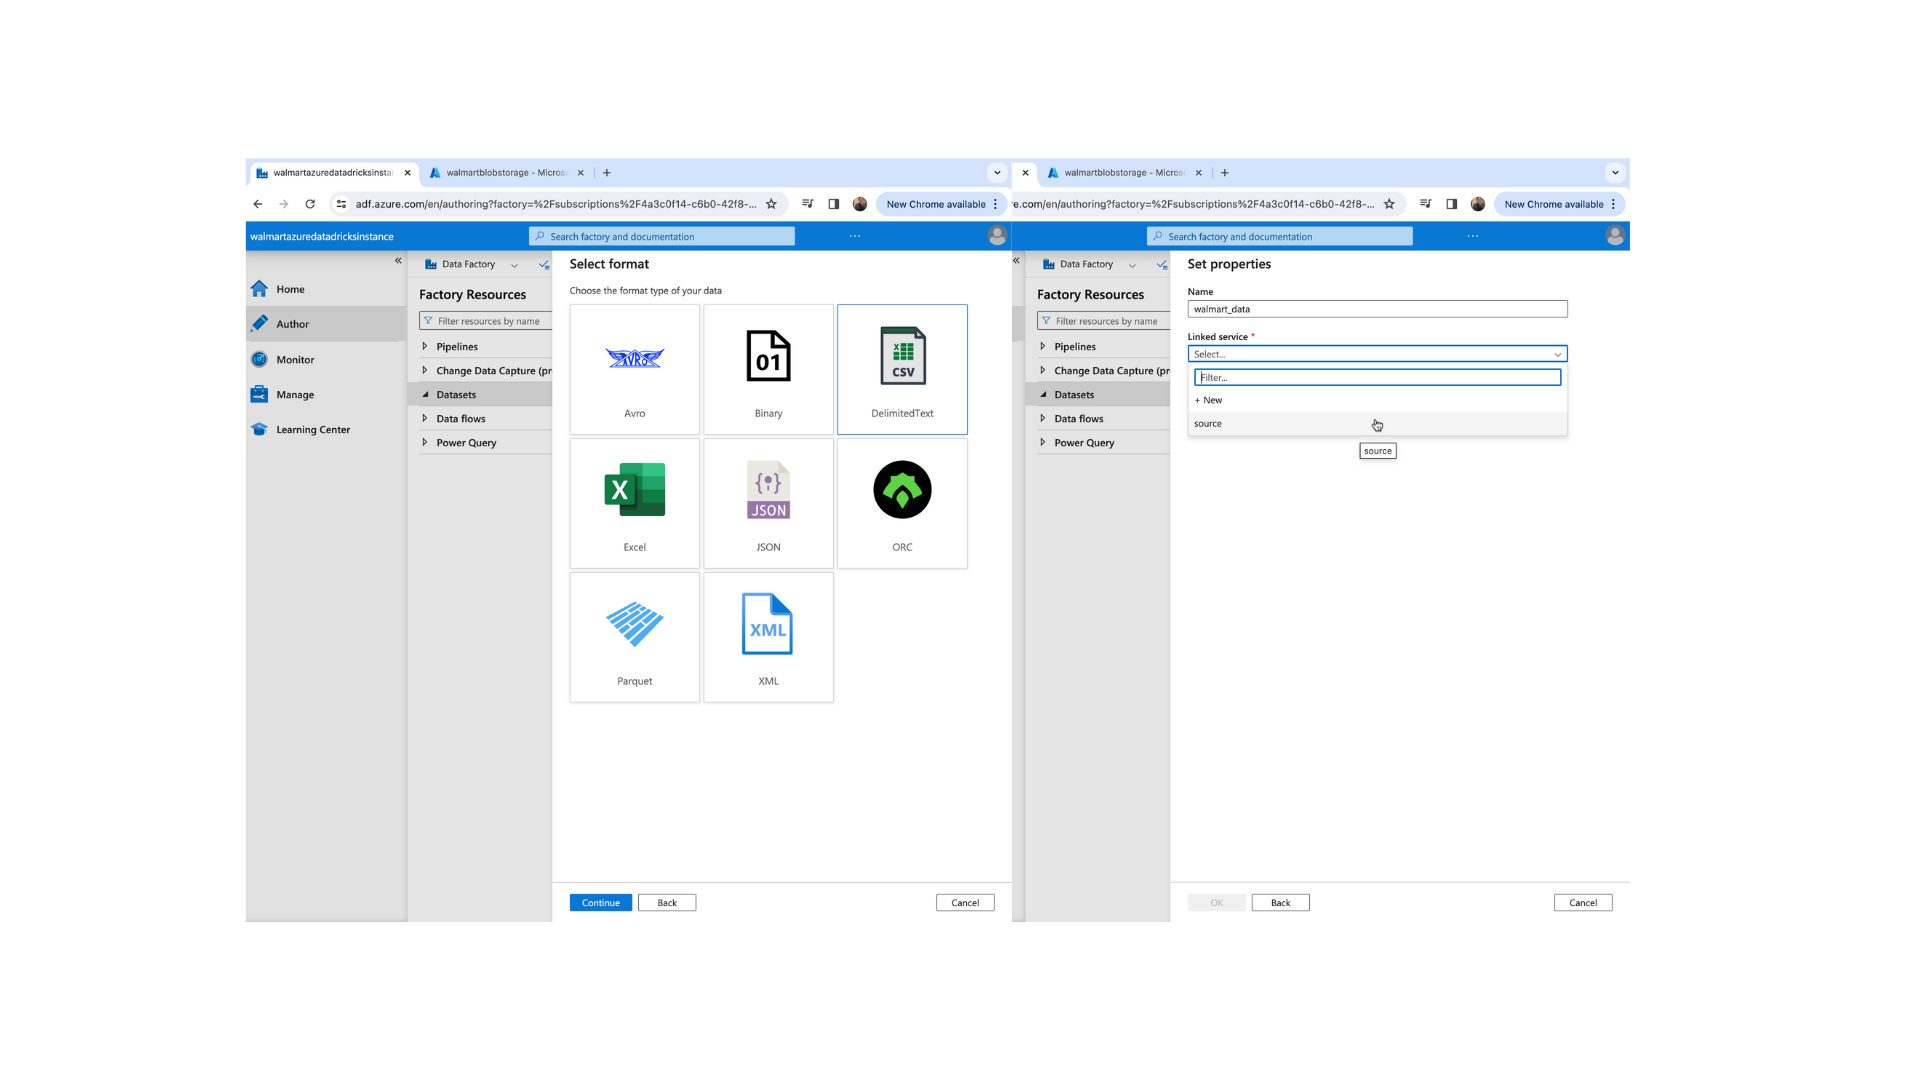 walmartazuredatadricksinstar
walmartblobstorage - Micros
adf.azure.com/en/authoring?factory=%2Fsubscriptions%2F4a3c0f14-c6b0-42f8-...
New Chrome available
walmartazuredatadricksinstance
Search factory and documentation
...
«
Home
Author
Monitor
Manage
Learning Center
Data Factory
Factory Resources
Filter resources by name
Pipelines
Change Data Capture (pr
Datasets
Data flows
Power Query
Select format
Choose the format type of your data
AVRO
Avro
01
Binary
X
CSV
DelimitedText
X
Excel
{•}
JSON
JSON
ORC
Parquet
XML
XML
Continue
Back
Cancel
walmartblobstorage - Micros
re.com/en/authoring?factory=%2Fsubscriptions%2F4a3c0f14-c6b0-42f8-...
New Chrome available
Search factory and documentation
...
«
Data Factory
Factory Resources
Filter resources by name
Pipelines
Change Data Capture (pr
Datasets
Data flows
Power Query
Set properties
Name
walmart_data
Linked service *
Select...
Filter...
+ New
source
source
OK
Back
Cancel